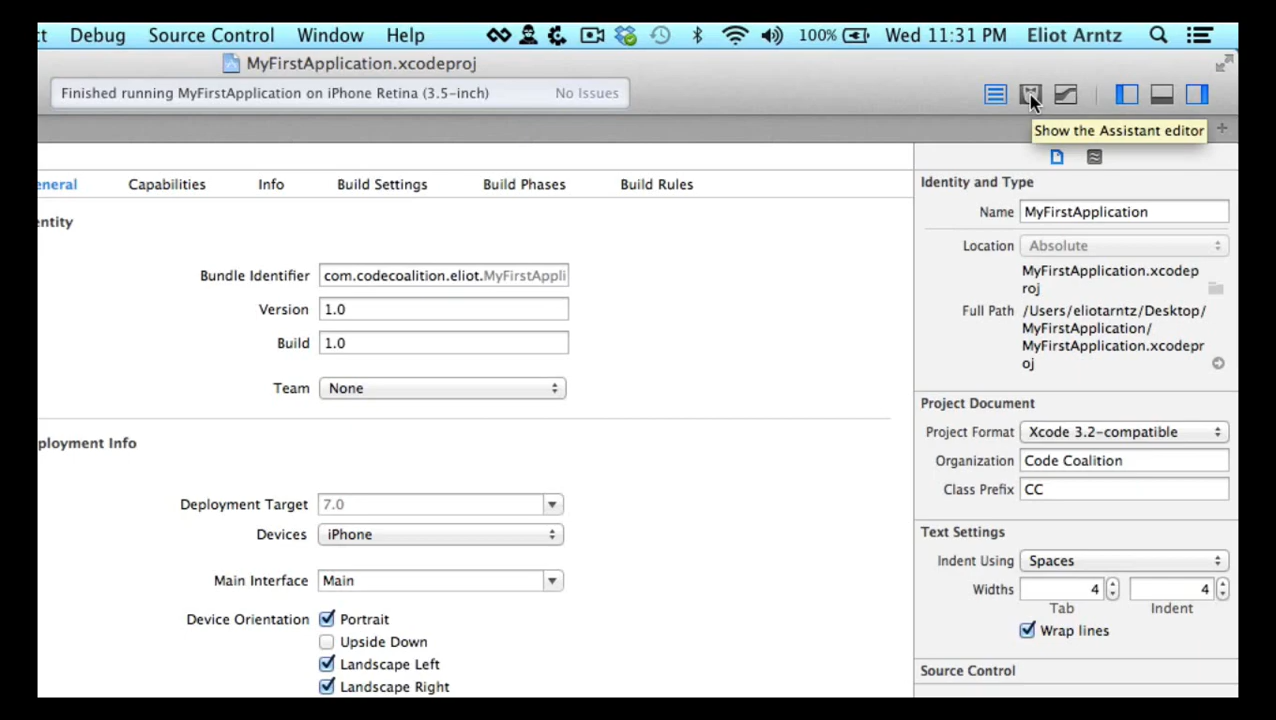 ct Debug Source Control Window Help 100% Wed 11:31 PM Eliot Arntz
MyFirstApplication.xcodeproj
Finished running MyFirstApplication on iPhone Retina (3.5-inch) No Issues
Show the Assistant editor
eneral Capabilities Info Build Settings Build Phases Build Rules
entity
Bundle Identifier com.codecoalition.eliot.MyFirstAppli
Version 1.0
Build 1.0
Team None
ployment Info
Deployment Target 7.0
Devices iPhone
Main Interface Main
Device Orientation Portrait
Upside Down
Landscape Left
Landscape Right
Identity and Type
Name MyFirstApplication
Location Absolute
MyFirstApplication.xcodep
roj
Full Path /Users/eliotarntz/Desktop/
MyFirstApplication/
MyFirstApplication.xcodepr
oj
Project Document
Project Format Xcode 3.2-compatible
Organization Code Coalition
Class Prefix CC
Text Settings
Indent Using Spaces
Widths 4 4
Tab Indent
Wrap lines
Source Control